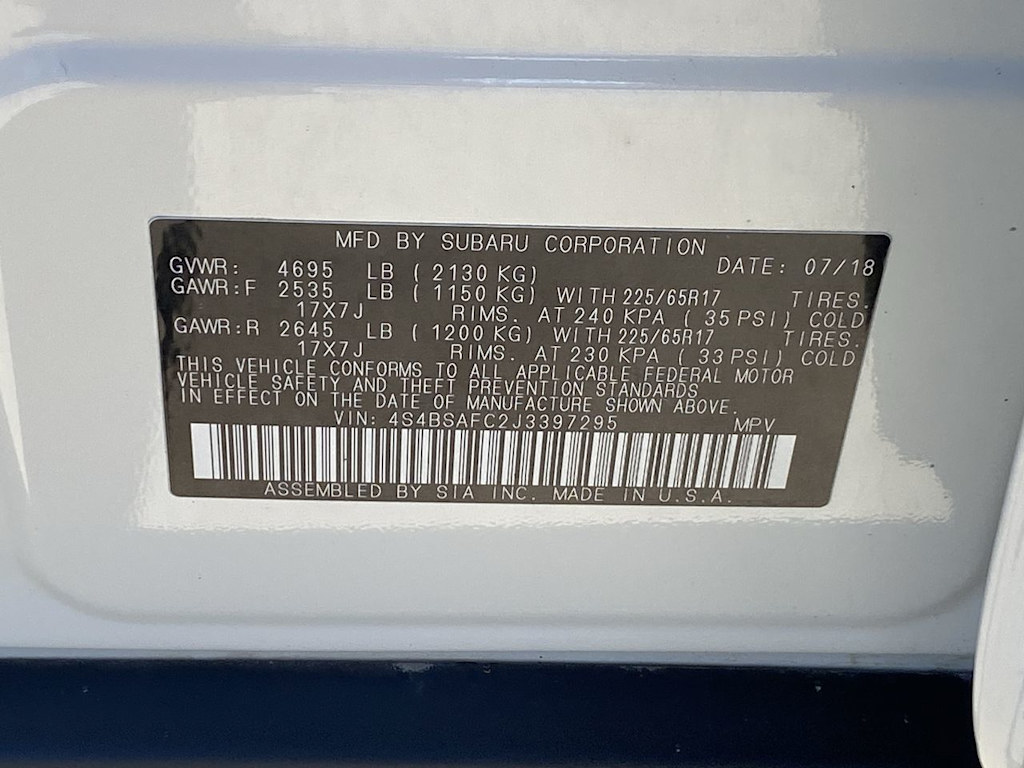 MFD BY SUBARU CORPORATION
GVWR: 4695 LB ( 2130 KG) DATE: 07/18
GAWR:F 2535 LB ( 1150 KG) WITH 225/65R17 TIRES.
17X7J RIMS. AT 240 KPA ( 35 PSI) COLD
GAWR:R 2645 LB ( 1200 KG) WITH 225/65R17 TIRES.
17X7J RIMS. AT 230 KPA ( 33 PSI) COLD
THIS VEHICLE CONFORMS TO ALL APPLICABLE FEDERAL MOTOR
VEHICLE SAFETY AND THEFT PREVENTION STANDARDS
IN EFFECT ON THE DATE OF MANUFACTURE SHOWN ABOVE.
VIN: 4S4BSAFC2J3397295 MPV
ASSEMBLED BY SIA INC. MADE IN U.S.A.